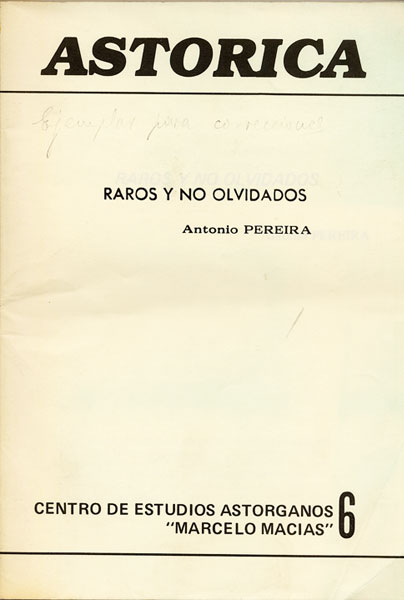 ASTORICA
Ejemplar para correcciones
RAROS Y NO OLVIDADOS
Antonio PEREIRA
CENTRO DE ESTUDIOS ASTORGANOS 6
"MARCELO MACIAS"